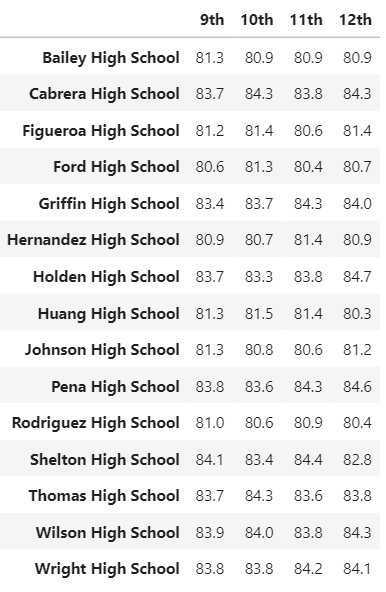 9th 10th 11th 12th
Bailey High School 81.3 80.9 80.9 80.9
Cabrera High School 83.7 84.3 83.8 84.3
Figueroa High School 81.2 81.4 80.6 81.4
Ford High School 80.6 81.3 80.4 80.7
Griffin High School 83.4 83.7 84.3 84.0
Hernandez High School 80.9 80.7 81.4 80.9
Holden High School 83.7 83.3 83.8 84.7
Huang High School 81.3 81.5 81.4 80.3
Johnson High School 81.3 80.8 80.6 81.2
Pena High School 83.8 83.6 84.3 84.6
Rodriguez High School 81.0 80.6 80.9 80.4
Shelton High School 84.1 83.4 84.4 82.8
Thomas High School 83.7 84.3 83.6 83.8
Wilson High School 83.9 84.0 83.8 84.3
Wright High School 83.8 83.8 84.2 84.1